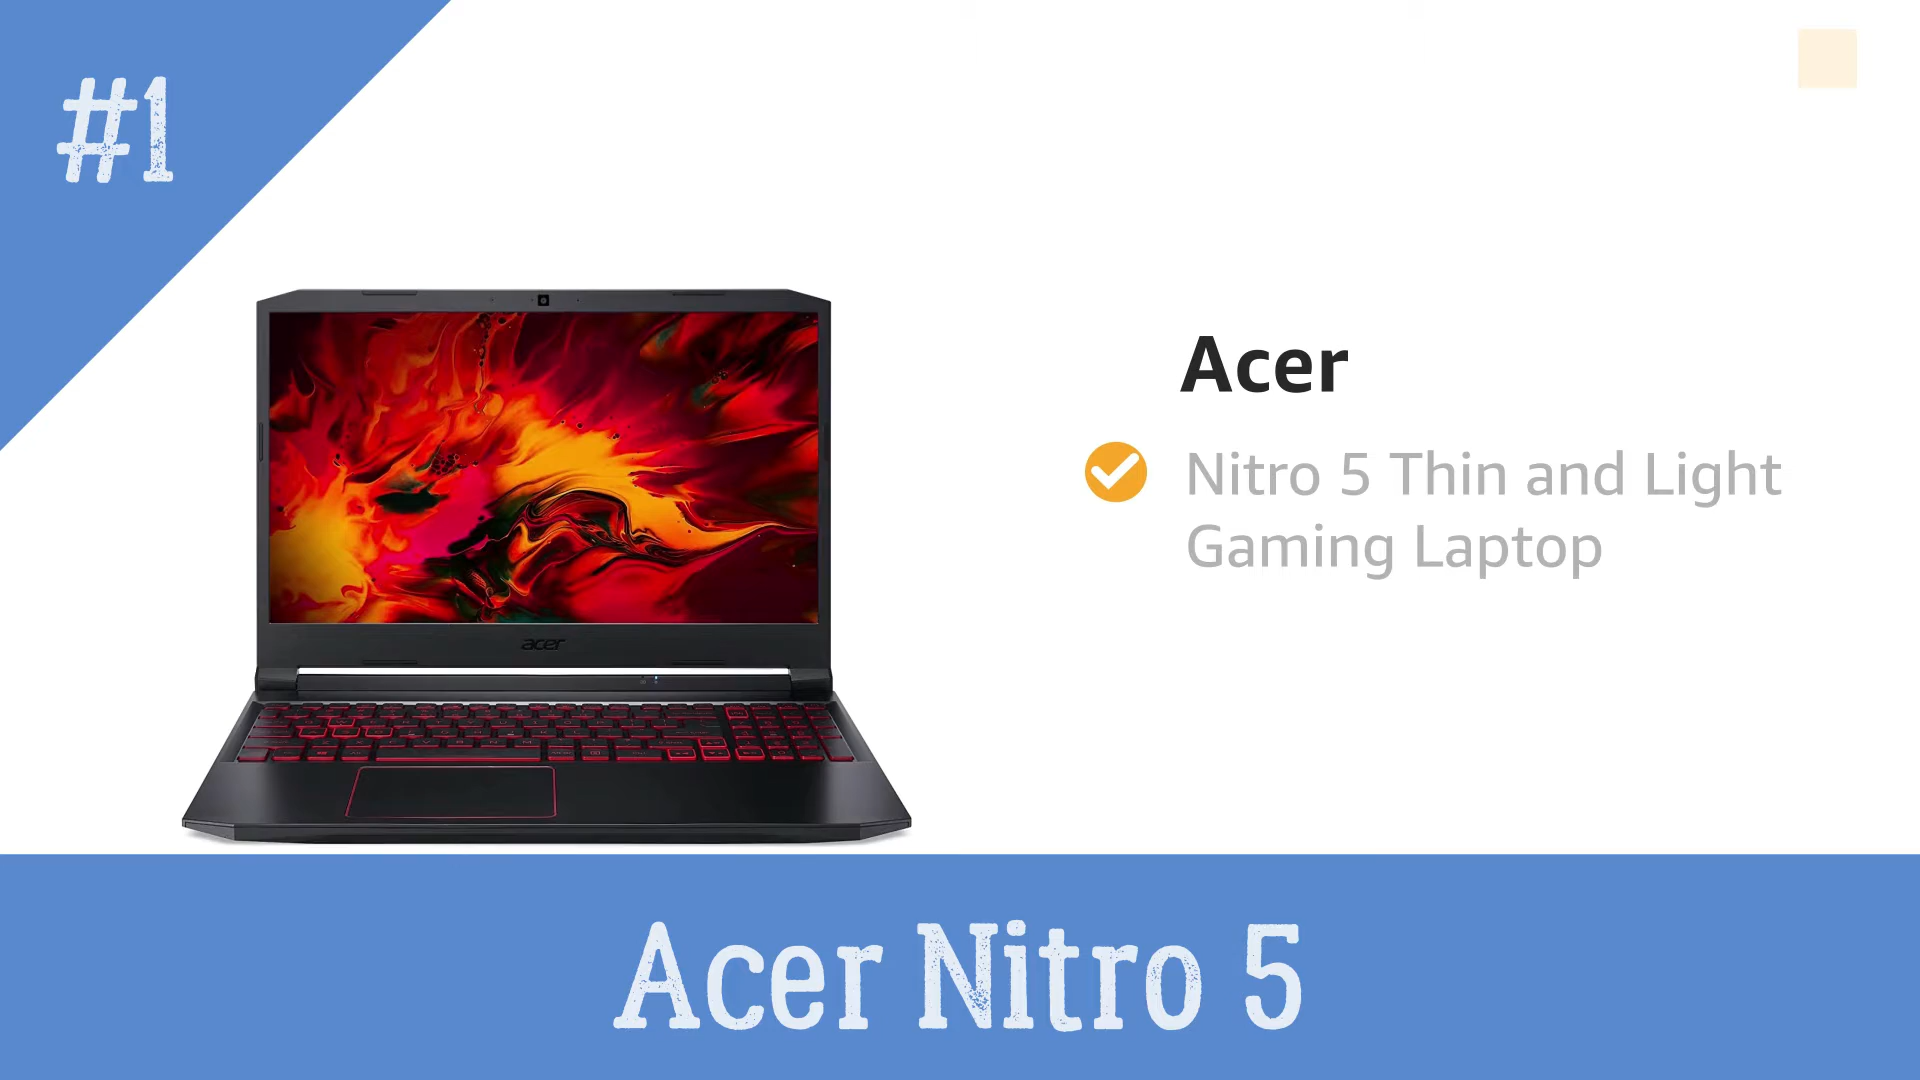 #1
Acer
Nitro 5 Thin and Light
Gaming Laptop
acer
Acer Nitro 5